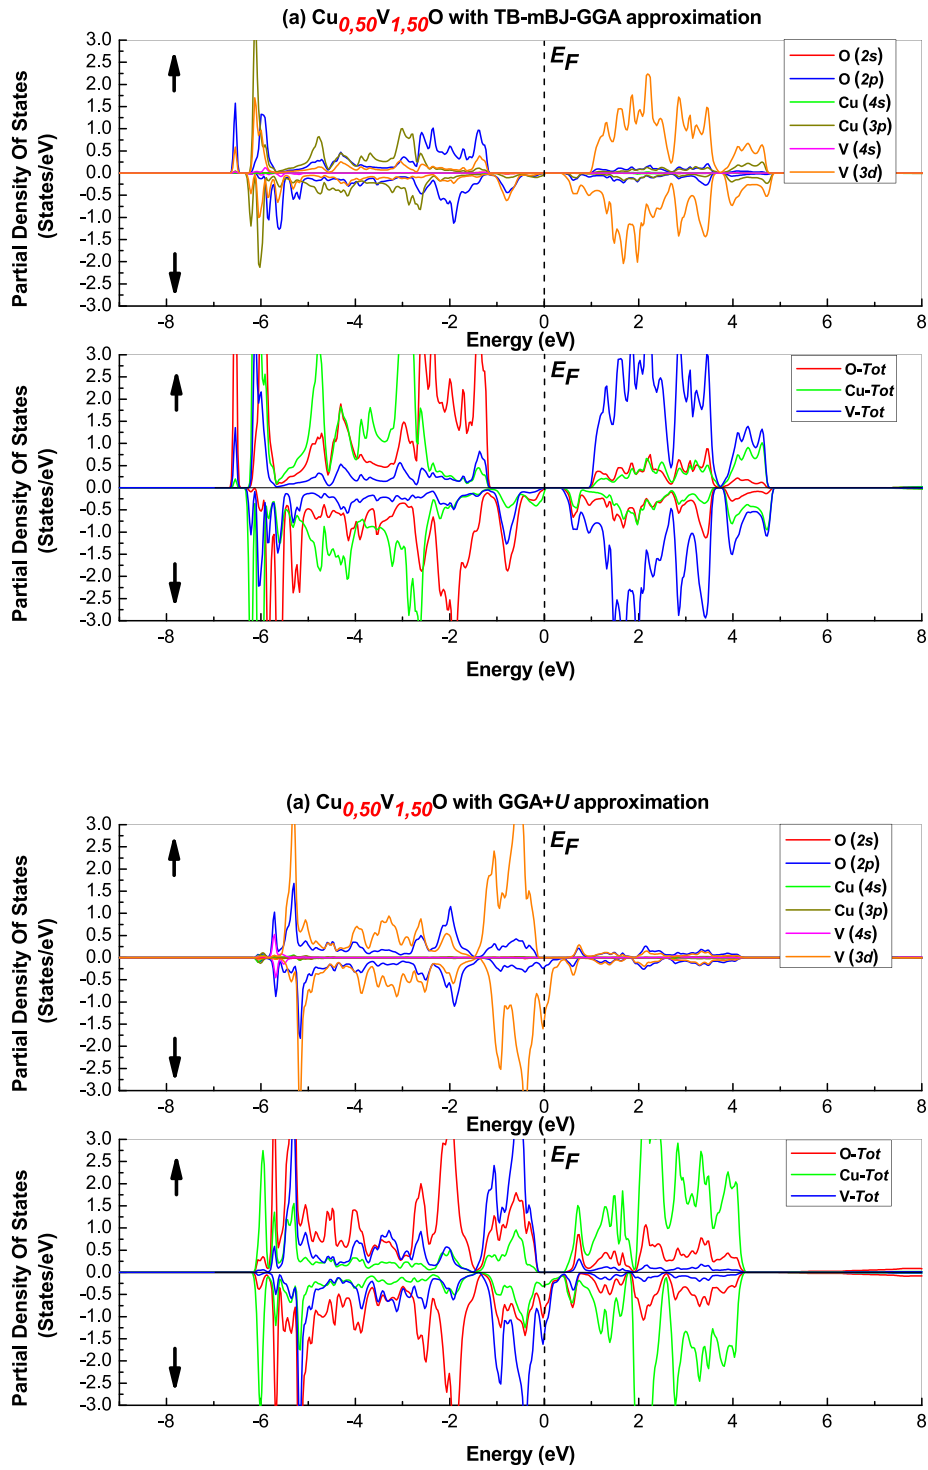 (a) Cu0,50V1,50O with TB-mBJ-GGA approximation
Partial Density Of States
(States/eV)
3.0
2.5
2.0
1.5
1.0
0.5
0.0
-0.5
-1.0
-1.5
-2.0
-2.5
-3.0
EF
O (2s)
O (2p)
Cu (4s)
Cu (3p)
V (4s)
V (3d)
-8 -6 -4 -2 0 2 4 6 8
Energy (eV)
Partial Density Of States
(States/eV)
3.0
2.5
2.0
1.5
1.0
0.5
0.0
-0.5
-1.0
-1.5
-2.0
-2.5
-3.0
EF
O-Tot
Cu-Tot
V-Tot
-8 -6 -4 -2 0 2 4 6 8
Energy (eV)
(a) Cu0,50V1,50O with GGA+U approximation
Partial Density Of States
(States/eV)
3.0
2.5
2.0
1.5
1.0
0.5
0.0
-0.5
-1.0
-1.5
-2.0
-2.5
-3.0
EF
O (2s)
O (2p)
Cu (4s)
Cu (3p)
V (4s)
V (3d)
-8 -6 -4 -2 0 2 4 6 8
Energy (eV)
Partial Density Of States
(States/eV)
3.0
2.5
2.0
1.5
1.0
0.5
0.0
-0.5
-1.0
-1.5
-2.0
-2.5
-3.0
EF
O-Tot
Cu-Tot
V-Tot
-8 -6 -4 -2 0 2 4 6 8
Energy (eV)